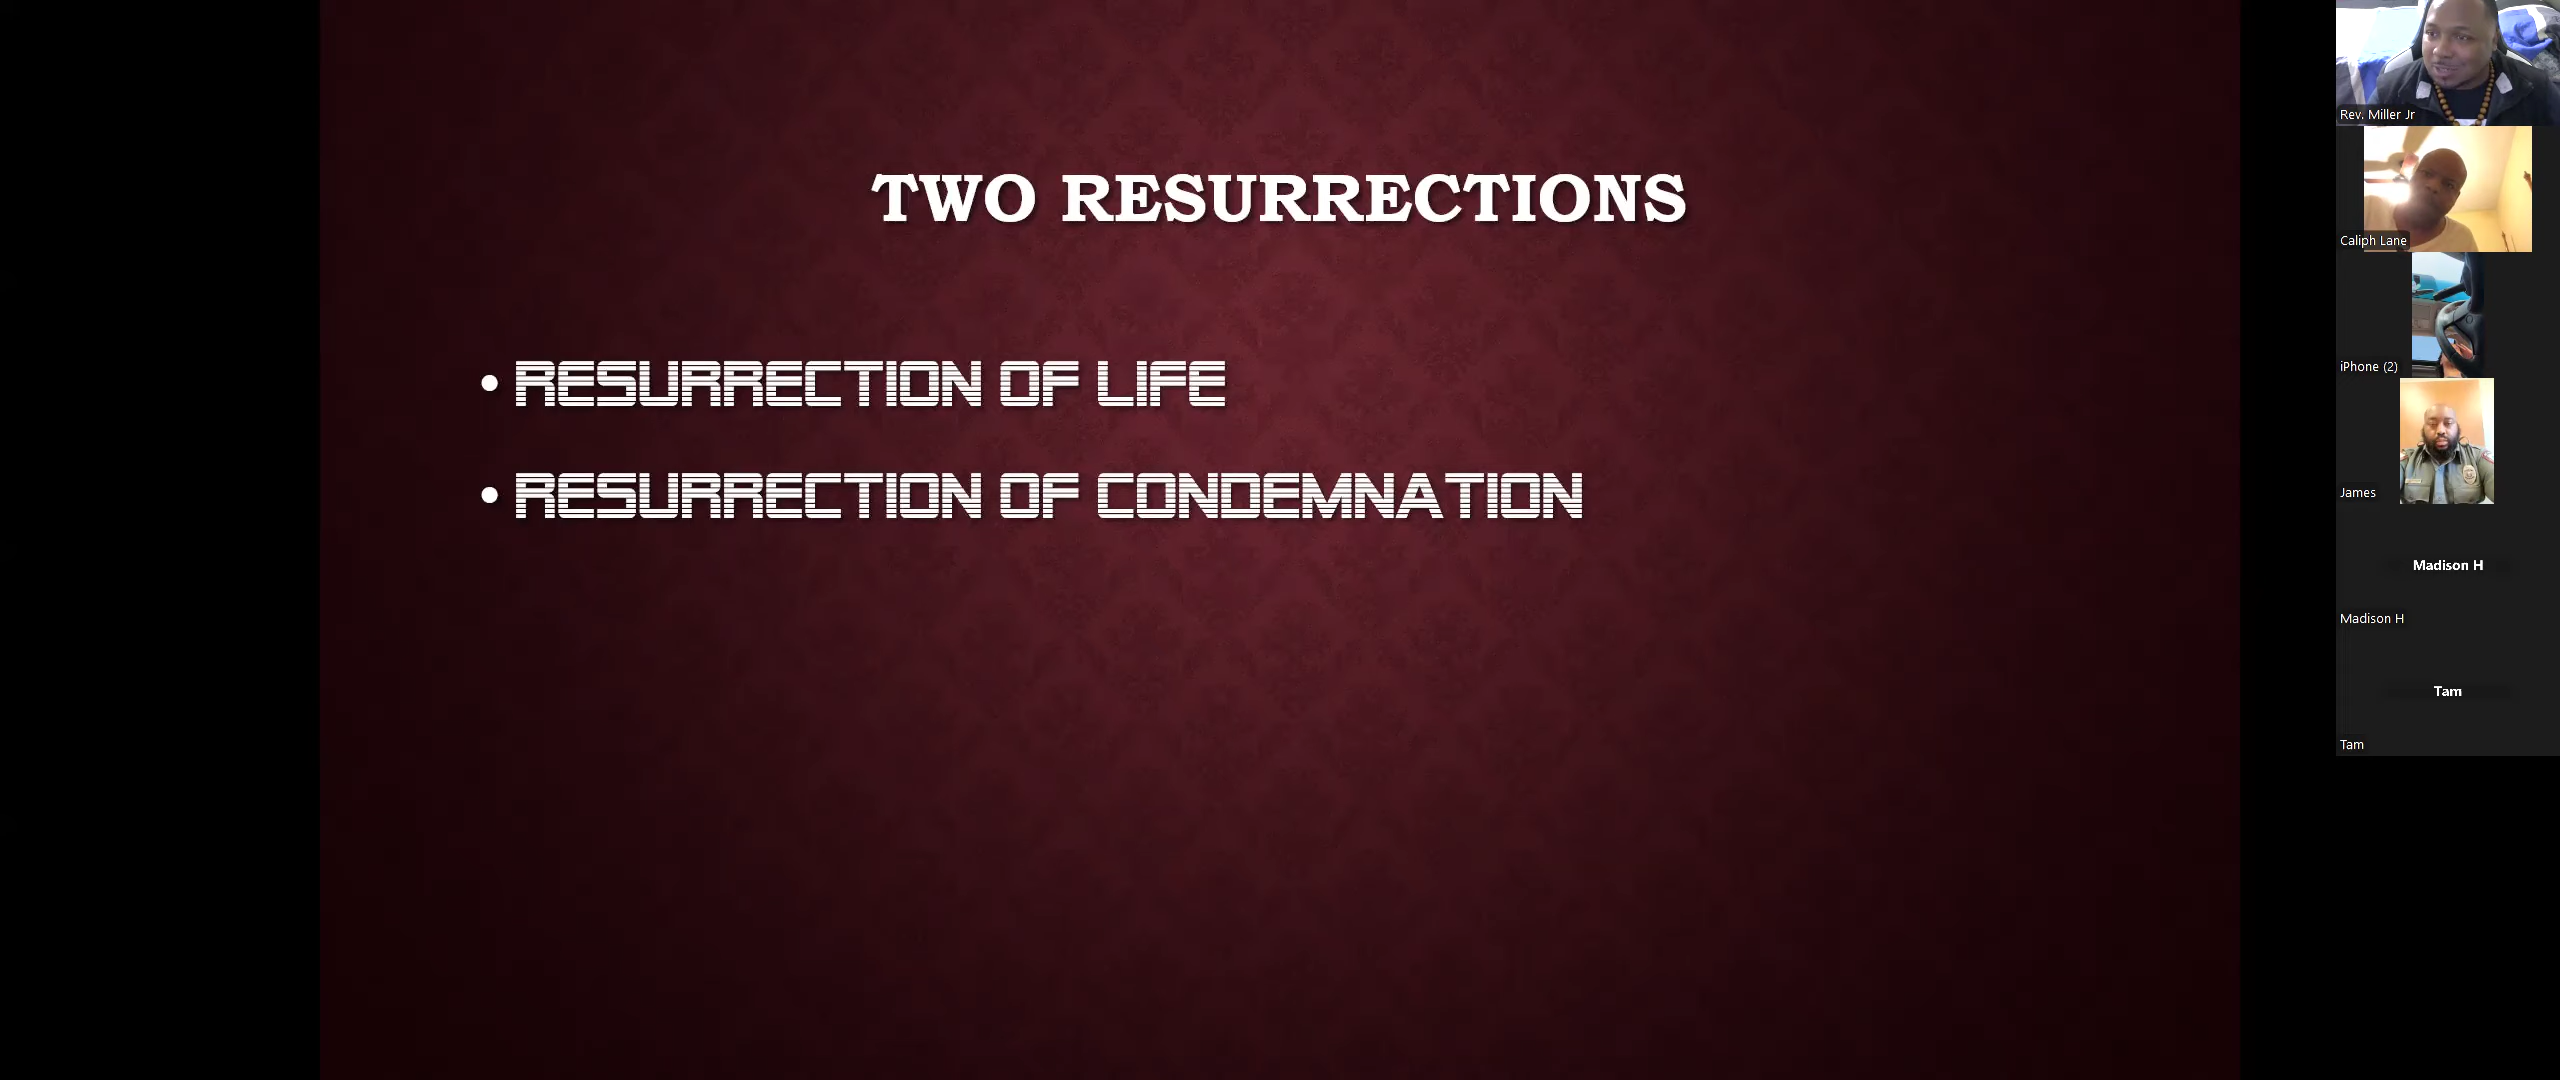 TWO RESURRECTIONS
• RESURRECTION OF LIFE
• RESURRECTION OF CONDEMNATION
Rev. Miller Jr
Caliph Lane
iPhone (2)
James
Madison H
Madison H
Tam
Tam